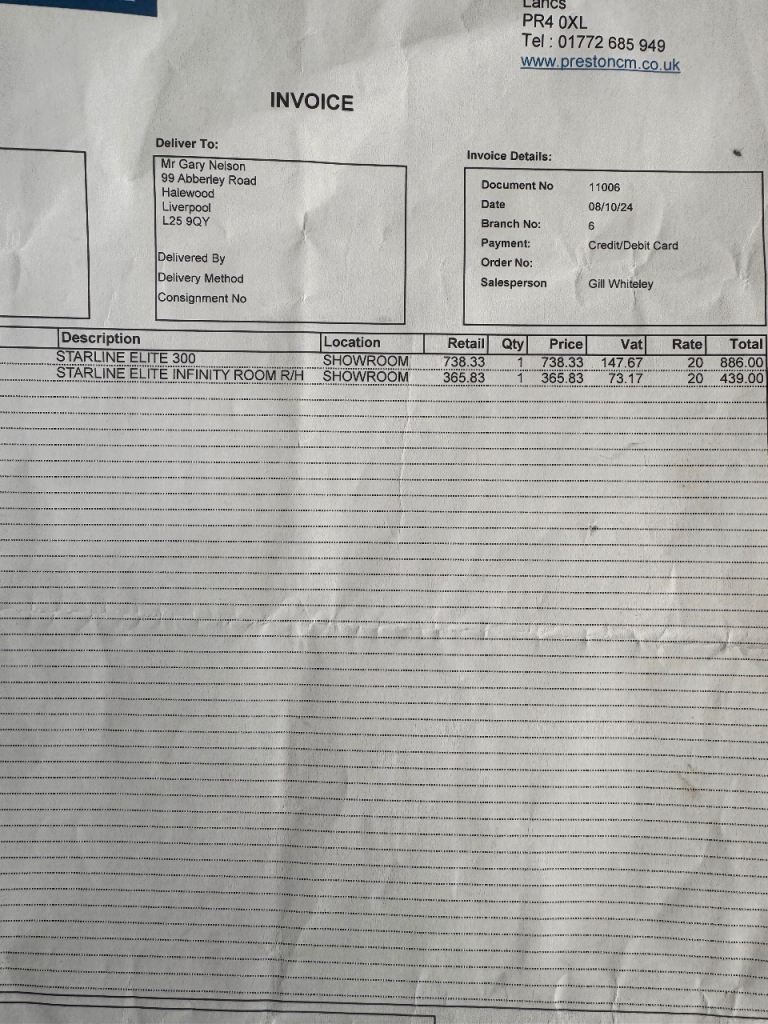 Lancs
PR4 0XL
Tel : 01772 685 949
www.prestoncm.co.uk
INVOICE
Deliver To:
Mr Gary Nelson
99 Abberley Road
Halewood
Liverpool
L25 9QY
Delivered By
Delivery Method
Consignment No
Invoice Details:
Document No 11006
Date 08/10/24
Branch No: 6
Payment: Credit/Debit Card
Order No:
Salesperson Gill Whiteley
Description Location Retail Qty Price Vat Rate Total
STARLINE ELITE 300 SHOWROOM 738.33 1 738.33 147.67 20 886.00
STARLINE ELITE INFINITY ROOM R/H SHOWROOM 365.83 1 365.83 73.17 20 439.00